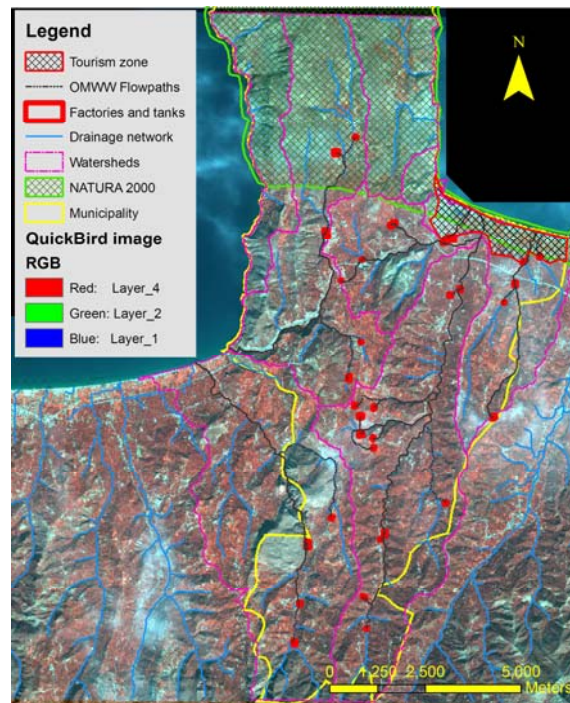 Legend
Tourism zone
OMWW Flowpaths
Factories and tanks
Drainage network
Watersheds
NATURA 2000
Municipality
QuickBird image
RGB
Red: Layer_4
Green: Layer_2
Blue: Layer_1
N
0 1,250 2,500 5,000
Meters